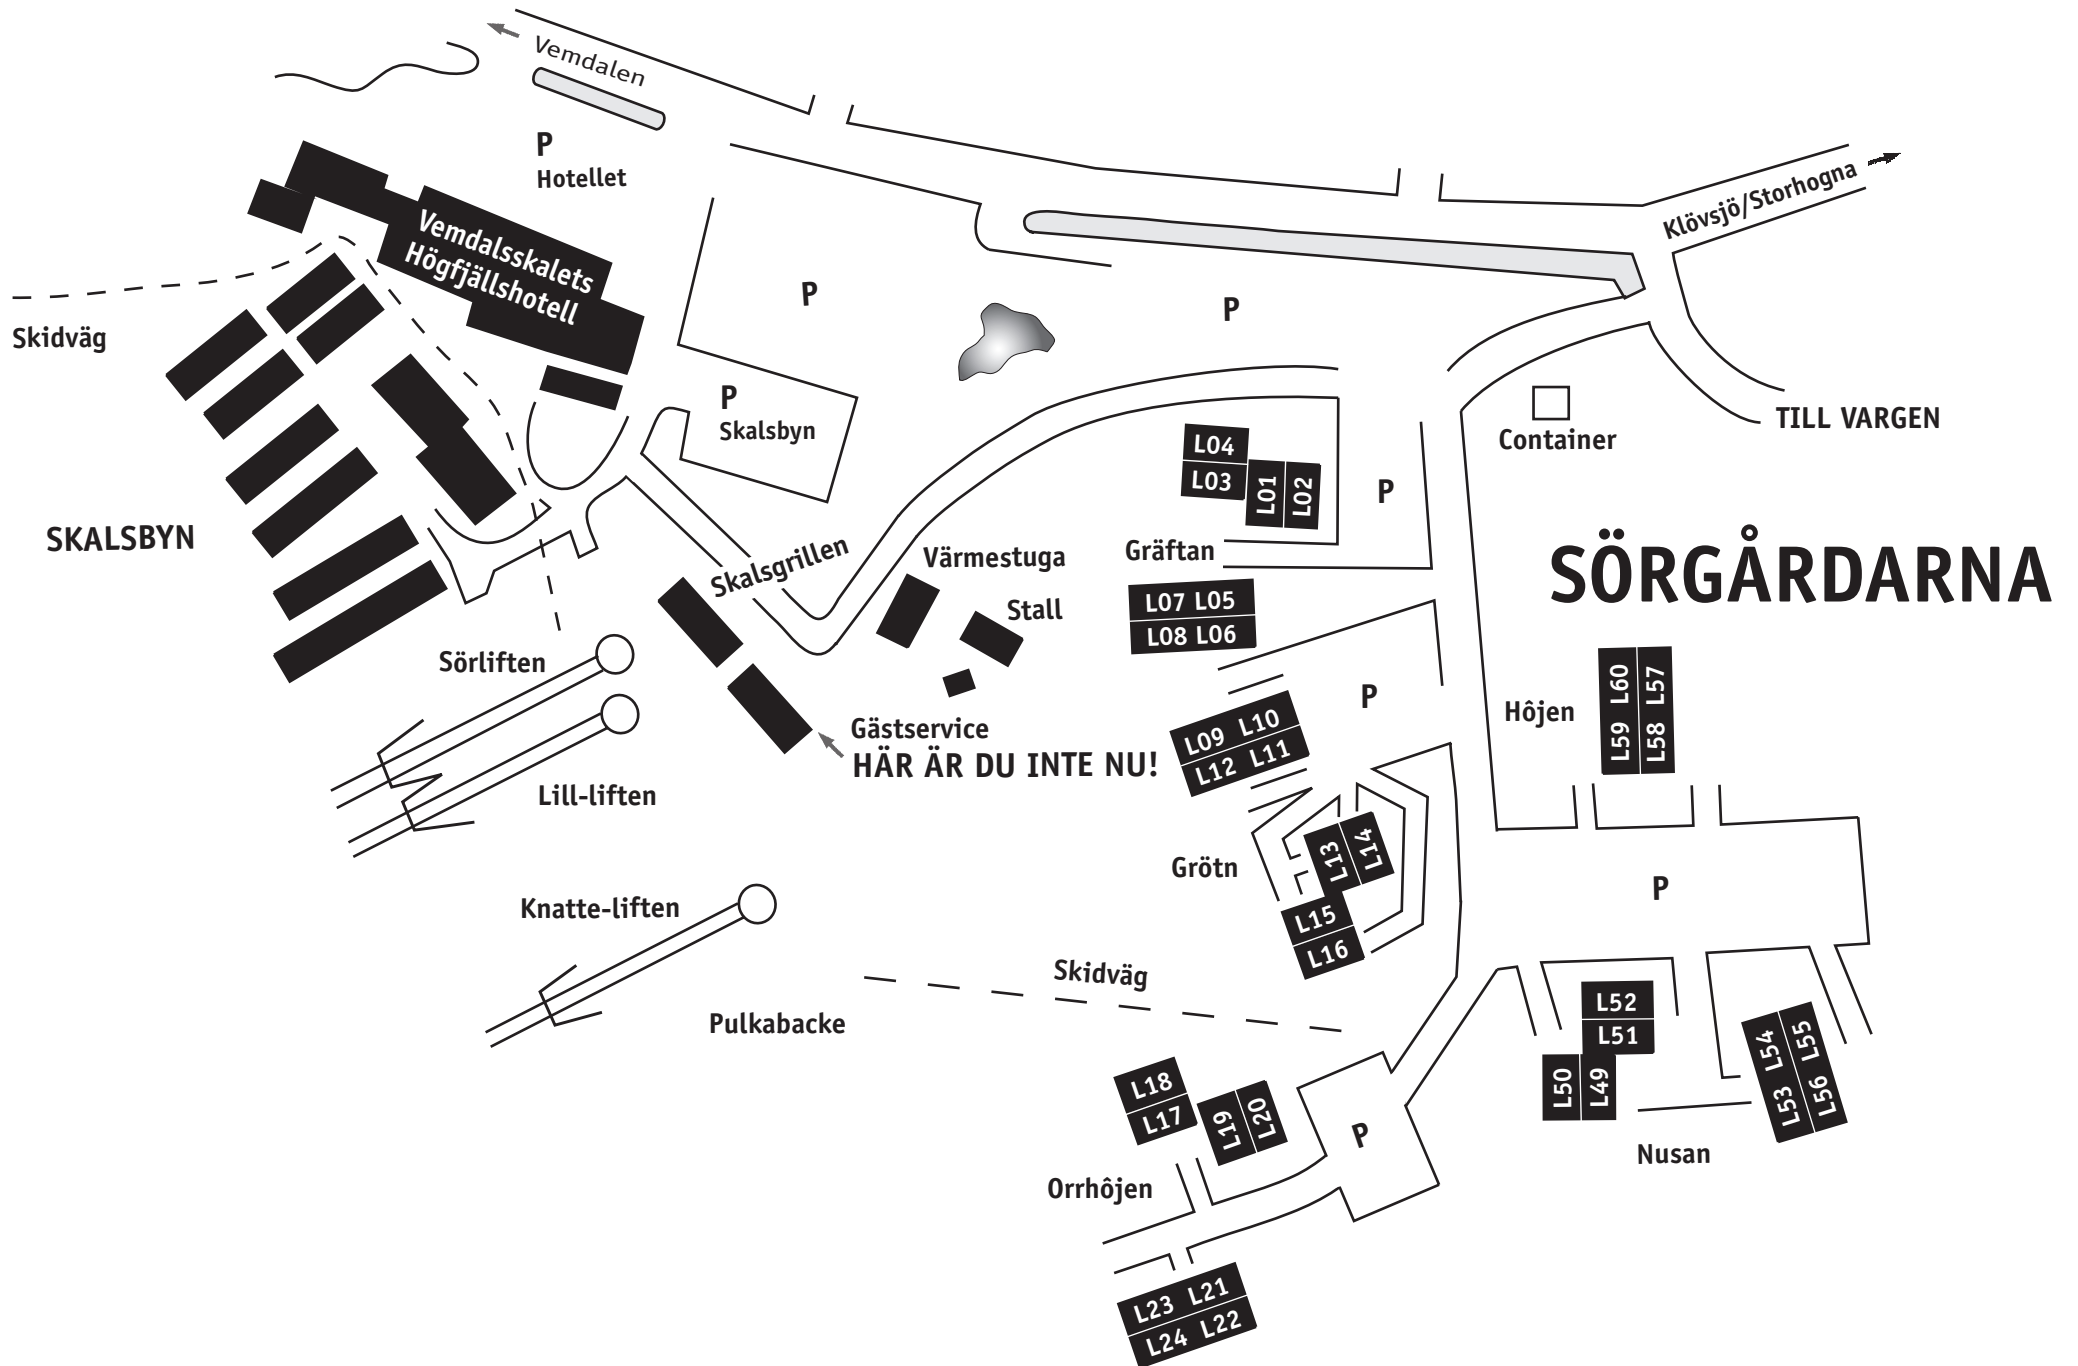 Vemdalen
P
Hotellet
Klövsjö/Storhogna
Vemdalsskalets
Högfjällshotell
P
P
Skidväg
P
Skalsbyn
TILL VARGEN
Container
L04
L03
L01
L02
P
SKALSBYN
Skalsgrillen
Värmestuga
Gräftan
SÖRGÅRDARNA
Stall
L07 L05
L08 L06
Sörliften
Hôjen
L59 L60
L58 L57
P
Gästservice
HÄR ÄR DU INTE NU!
L09 L10
L12 L11
Lill-liften
Grötn
L13
L14
L15
L16
P
Knatte-liften
Skidväg
Pulkabacke
L52
L51
L50
L49
L53 L54
L56 L55
Nusan
L18
L17
L19
L20
P
Orrhôjen
L23 L21
L24 L22